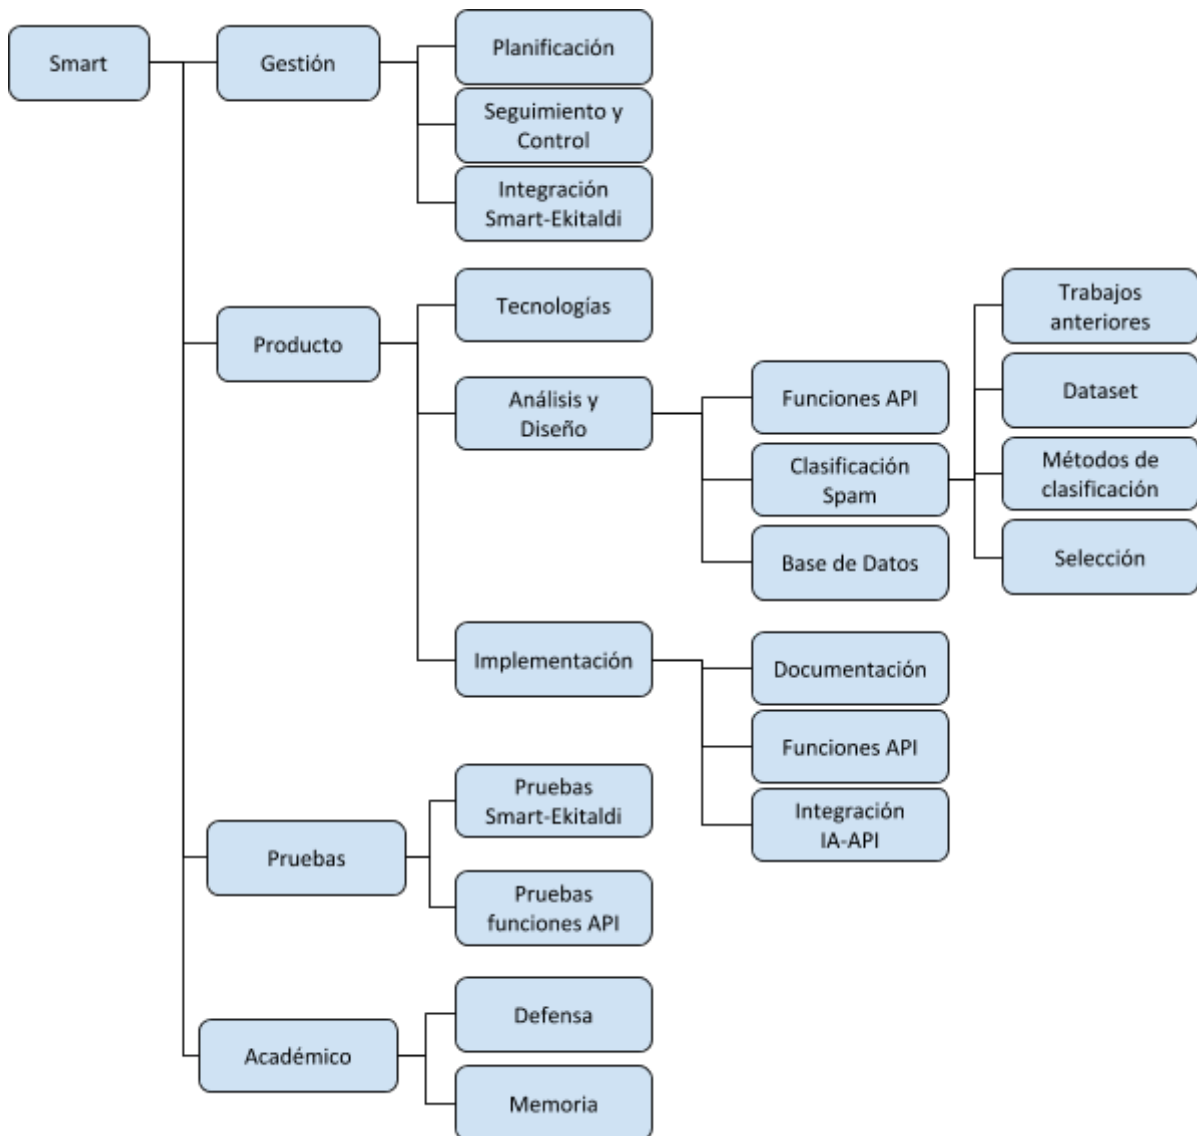 Smart
Gestión
Planificación
Seguimiento y
Control
Integración
Smart-Ekitaldi
Producto
Tecnologías
Análisis y
Diseño
Funciones API
Clasificación
Spam
Trabajos
anteriores
Dataset
Métodos de
clasificación
Selección
Base de Datos
Implementación
Documentación
Funciones API
Integración
IA-API
Pruebas
Pruebas
Smart-Ekitaldi
Pruebas
funciones API
Académico
Defensa
Memoria